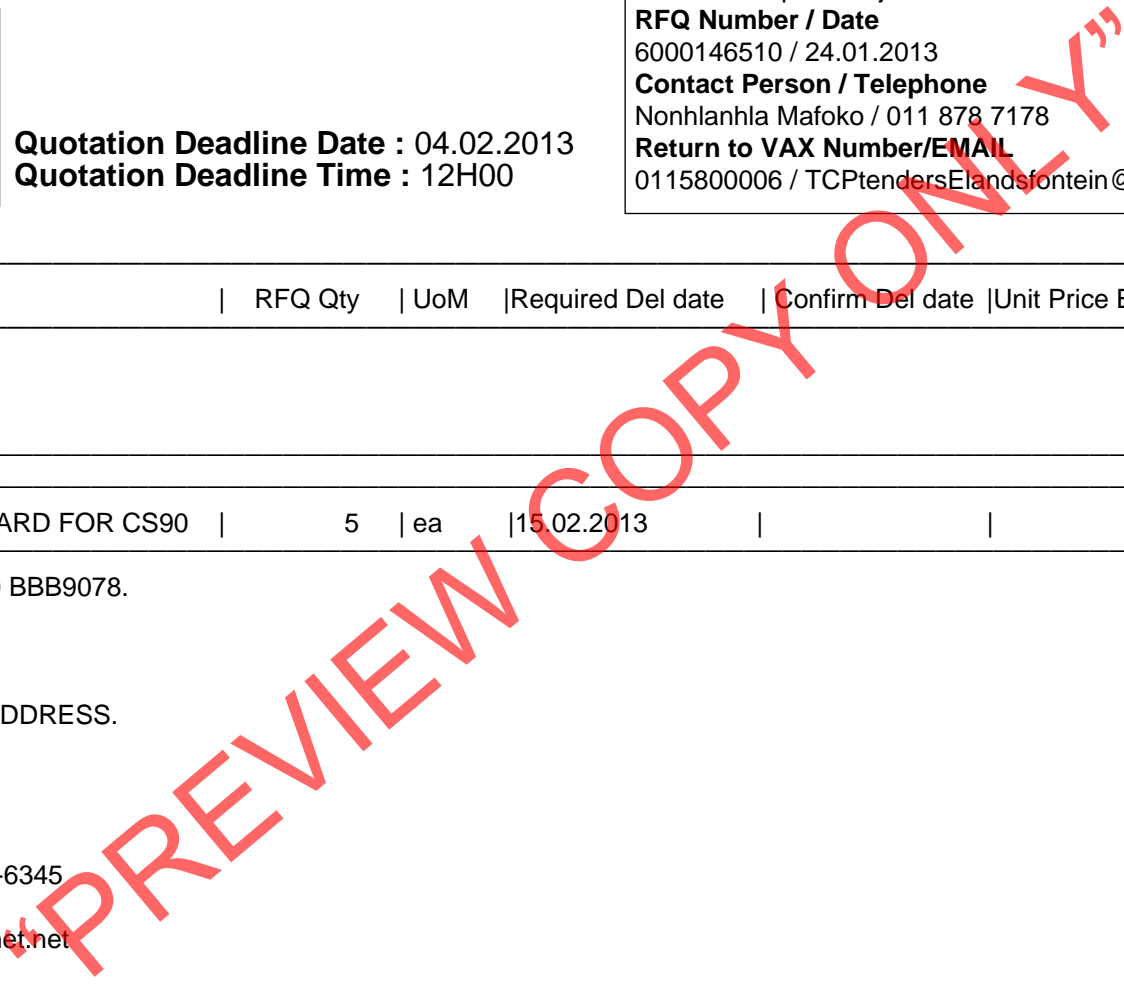 RFQ Number / Date
6000146510 / 24.01.2013
Contact Person / Telephone
Nonhlanhla Mafoko / 011 878 7178
Quotation Deadline Date : 04.02.2013
Return to VAX Number/EMAIL
Quotation Deadline Time : 12H00
0115800006 / TCPtendersElandsfontein@
| RFQ Qty | UoM |Required Del date | Confirm Del date |Unit Price E
ARD FOR CS90 | 5 | ea |15.02.2013 | |
BBB9078.
DDRESS.
-6345
et.net
“PREVIEW COPY ONLY”